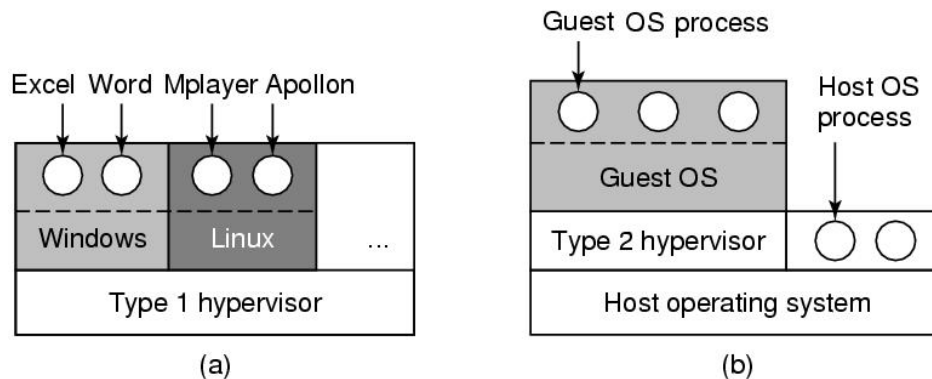 Excel Word Mplayer Apollon
Windows
Linux
...
Type 1 hypervisor
(a)
Guest OS process
Host OS
process
Guest OS
Type 2 hypervisor
Host operating system
(b)